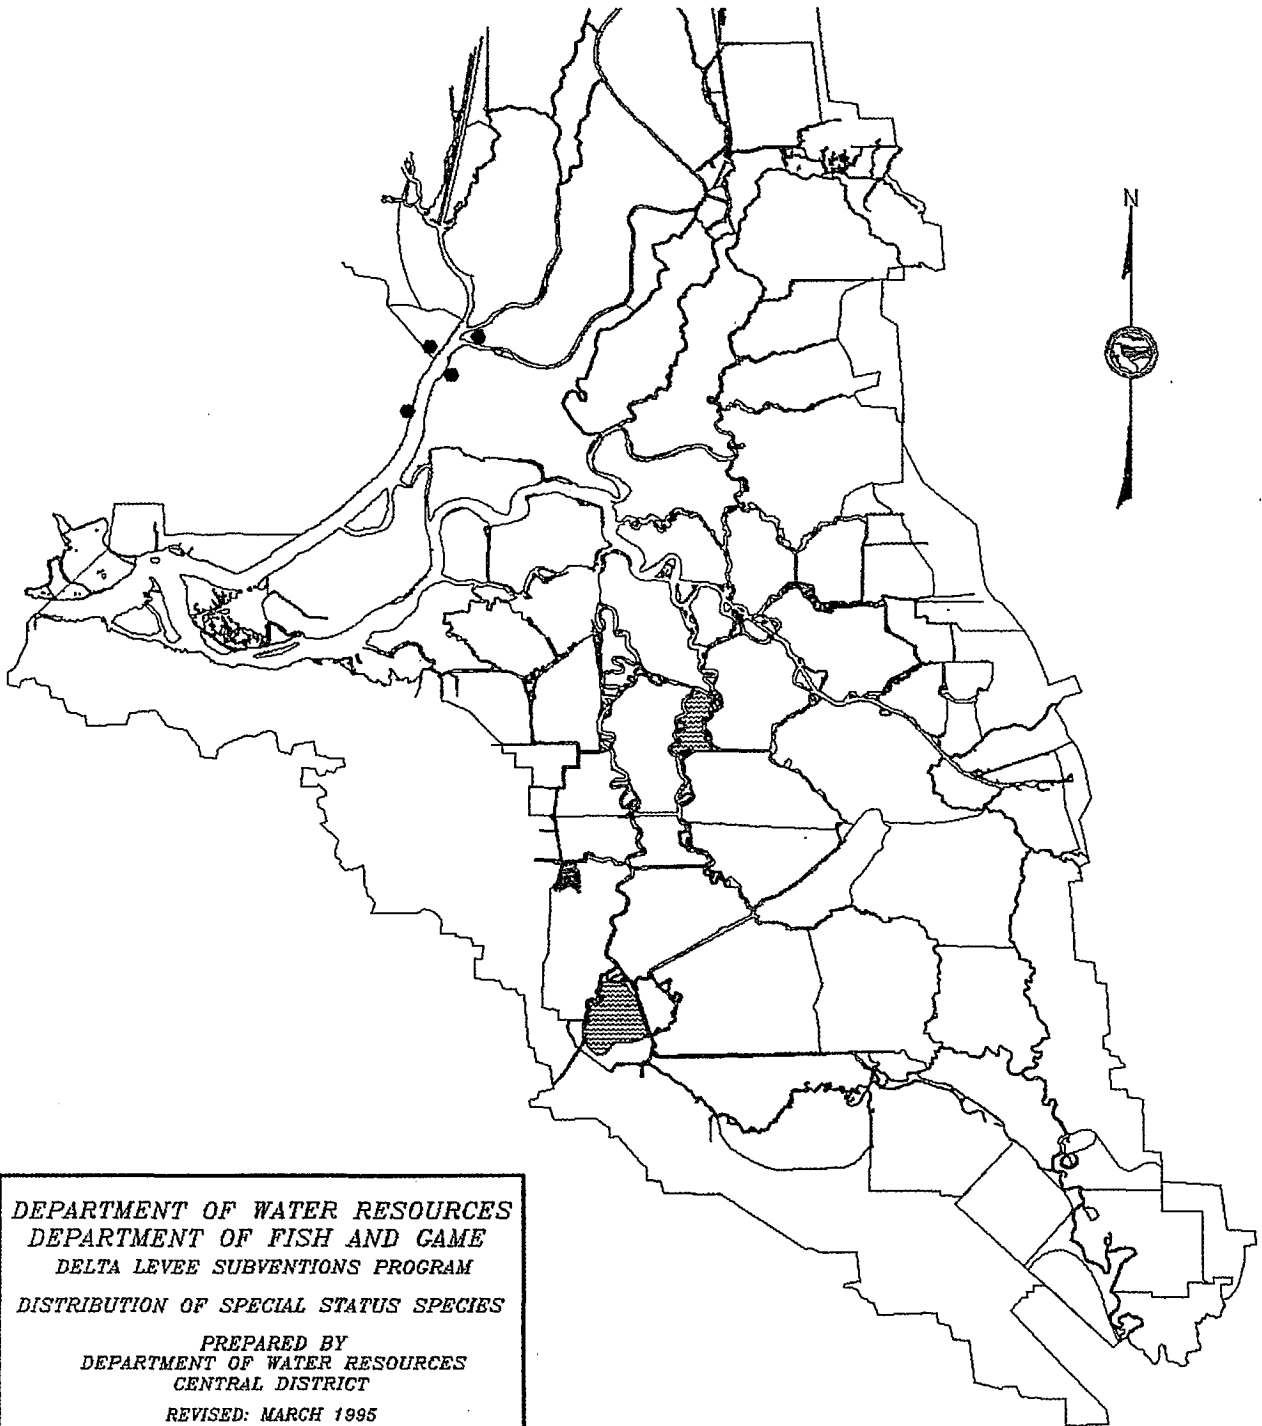 N
DEPARTMENT OF WATER RESOURCES
DEPARTMENT OF FISH AND GAME
DELTA LEVEE SUBVENTIONS PROGRAM
DISTRIBUTION OF SPECIAL STATUS SPECIES
PREPARED BY
DEPARTMENT OF WATER RESOURCES
CENTRAL DISTRICT
REVISED: MARCH 1995